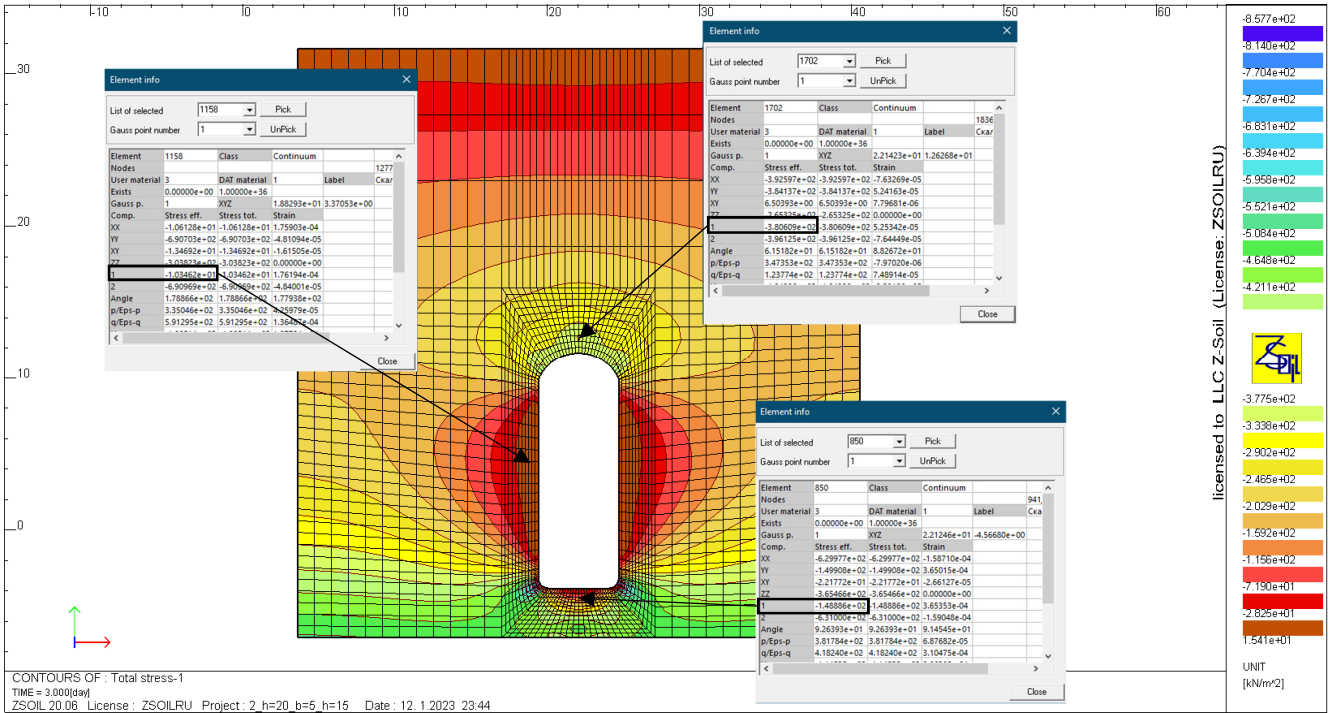 -10
0
10
20
30
40
50
60
30
20
10
0
Element info
List of selected 1158 Pick
Gauss point number 1 UnPick
Element 1158 Class Continuum
Nodes 1277
User material 3 DAT material 1 Label Ска
Exists 0.00000e+00 1.00000e+36
Gauss p. 1 XYZ 1.88293e+01 3.37053e+00
Comp. Stress eff. Stress tot. Strain
XX -1.06128e+01 -1.06128e+01 1.75903e-04
YY -6.90703e+02 -6.90703e+02 -4.81094e-05
XY -1.34692e+01 -1.34692e+01 -1.61505e-05
ZZ -3.03823e+02 -3.03823e+02 0.00000e+00
1 -1.03462e+01 -1.03462e+01 1.76194e-04
2 -6.90969e+02 -6.90969e+02 -4.84001e-05
Angle 1.78866e+02 1.78866e+02 1.77938e+02
p/Eps-p 3.35046e+02 3.35046e+02 -4.25979e-05
q/Eps-q 5.91295e+02 5.91295e+02 1.36487e-04
Close
Element info
List of selected 1702 Pick
Gauss point number 1 UnPick
Element 1702 Class Continuum
Nodes 1836
User material 3 DAT material 1 Label Ска
Exists 0.00000e+00 1.00000e+36
Gauss p. 1 XYZ 2.21423e+01 1.26268e+01
Comp. Stress eff. Stress tot. Strain
XX -3.92597e+02 -3.92597e+02 -7.63269e-05
YY -3.84137e+02 -3.84137e+02 5.24163e-05
XY 6.50393e+00 6.50393e+00 7.79681e-06
ZZ -2.65325e+02 -2.65325e+02 0.00000e+00
1 -3.80609e+02 -3.80609e+02 5.25342e-05
2 -3.96125e+02 -3.96125e+02 -7.64449e-05
Angle 6.15182e+01 6.15182e+01 8.82670e+01
p/Eps-p 3.47353e+02 3.47353e+02 -7.97020e-06
q/Eps-q 1.23774e+02 1.23774e+02 7.48914e-05
Close
Element info
List of selected 850 Pick
Gauss point number 1 UnPick
Element 850 Class Continuum
Nodes 941
User material 3 DAT material 1 Label Ска
Exists 0.00000e+00 1.00000e+36
Gauss p. 1 XYZ 2.21246e+01 -4.56680e+00
Comp. Stress eff. Stress tot. Strain
XX -6.29977e+02 -6.29977e+02 -1.58710e-04
YY -1.49908e+02 -1.49908e+02 3.65015e-04
XY -2.21772e+01 -2.21772e+01 -2.66127e-05
ZZ -3.65466e+02 -3.65466e+02 0.00000e+00
1 -1.48886e+02 -1.48886e+02 3.65353e-04
2 -6.31000e+02 -6.31000e+02 -1.59048e-04
Angle 9.26393e+01 9.26393e+01 9.14545e+01
p/Eps-p 3.81784e+02 3.81784e+02 6.87682e-05
q/Eps-q 4.18240e+02 4.18240e+02 3.10475e-04
Close
licensed to LLC Z-Soil (License: ZSOILRU)
-8.577e+02
-8.140e+02
-7.704e+02
-7.267e+02
-6.831e+02
-6.394e+02
-5.958e+02
-5.521e+02
-5.084e+02
-4.648e+02
-4.211e+02
ZSoil
-3.775e+02
-3.338e+02
-2.902e+02
-2.465e+02
-2.029e+02
-1.592e+02
-1.156e+02
-7.190e+01
-2.825e+01
1.541e+01
UNIT
[kN/m^2]
CONTOURS OF : Total stress-1
TIME = 3.000[day]
ZSOIL 20.06 License : ZSOILRU Project : 2_h=20_b=5_h=15 Date : 12. 1.2023 23:44